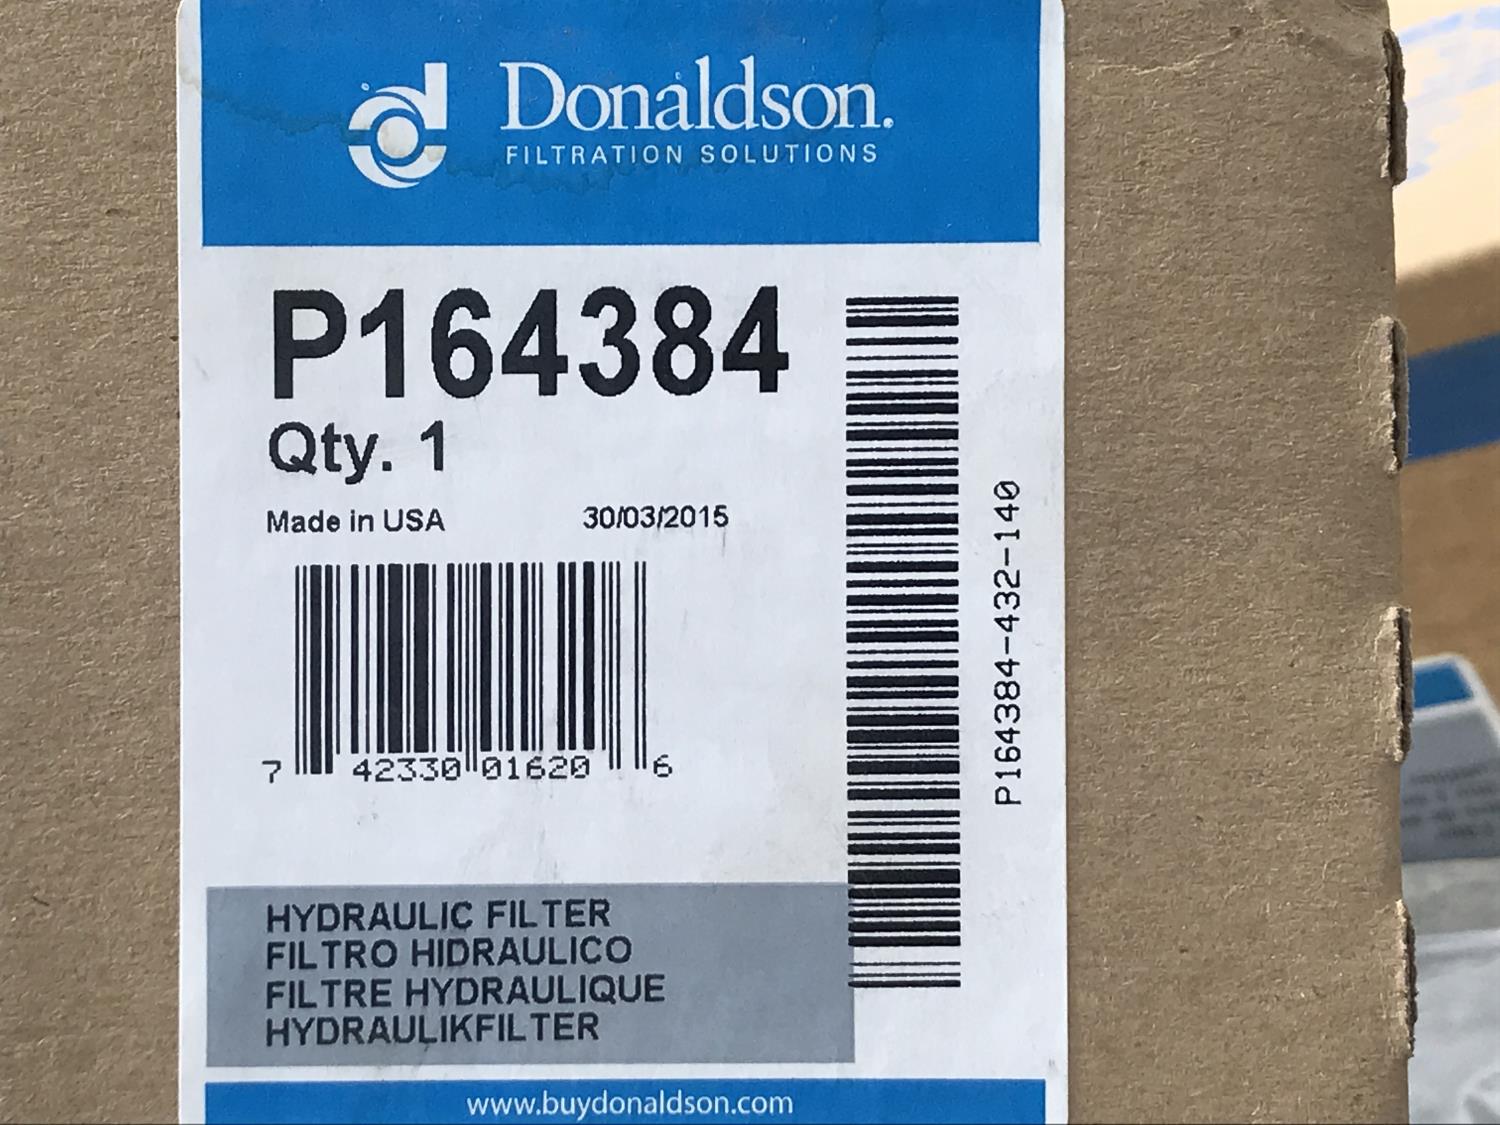 Donaldson.
FILTRATION SOLUTIONS
P164384
Qty. 1
Made in USA 30/03/2015
7 42330 01620 6
P164384-432-140
HYDRAULIC FILTER
FILTRO HIDRAULICO
FILTRE HYDRAULIQUE
HYDRAULIKFILTER
www.buydonaldson.com